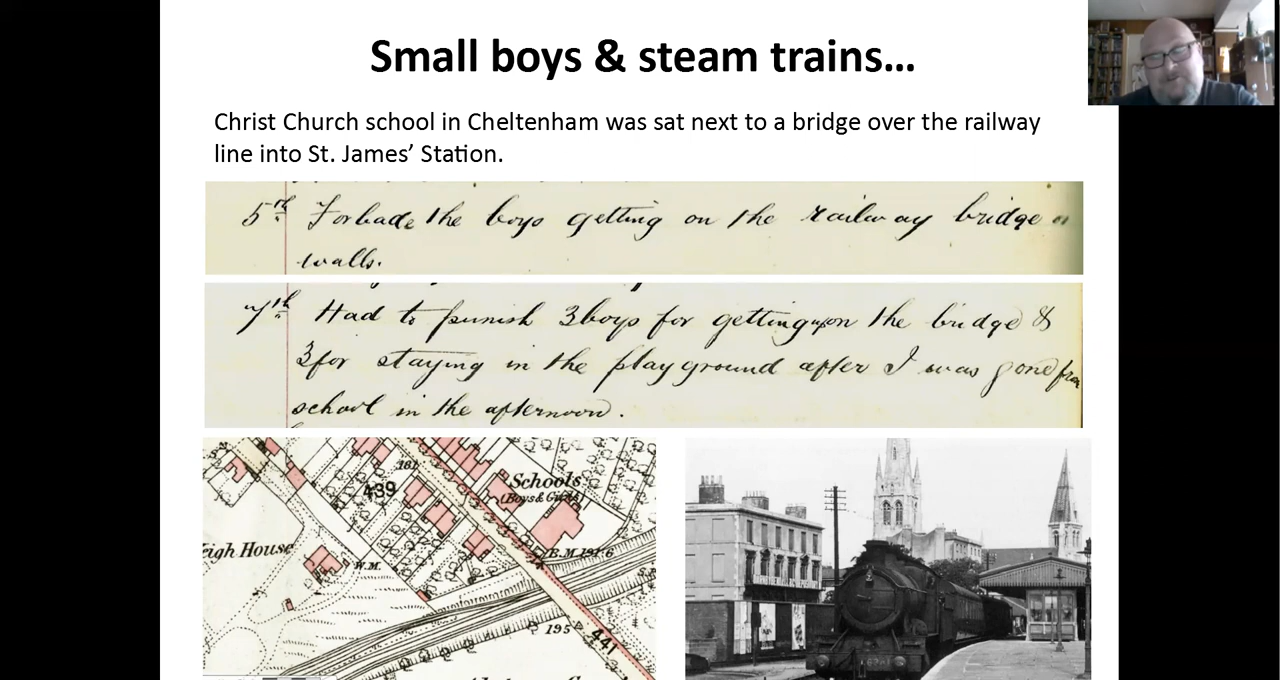 Small boys & steam trains...
Christ Church school in Cheltenham was sat next to a bridge over the railway
line into St. James’ Station.
5th Forbade the boys getting on the railway bridge
walls.
7th Had to punish 3 boys for getting upon the bridge &
3 for staying in the playground after I was gone from
school in the afternoon.
181
439
Schools
(Boys & Girls)
B.M. 191.6
eigh House
W.M.
195
441